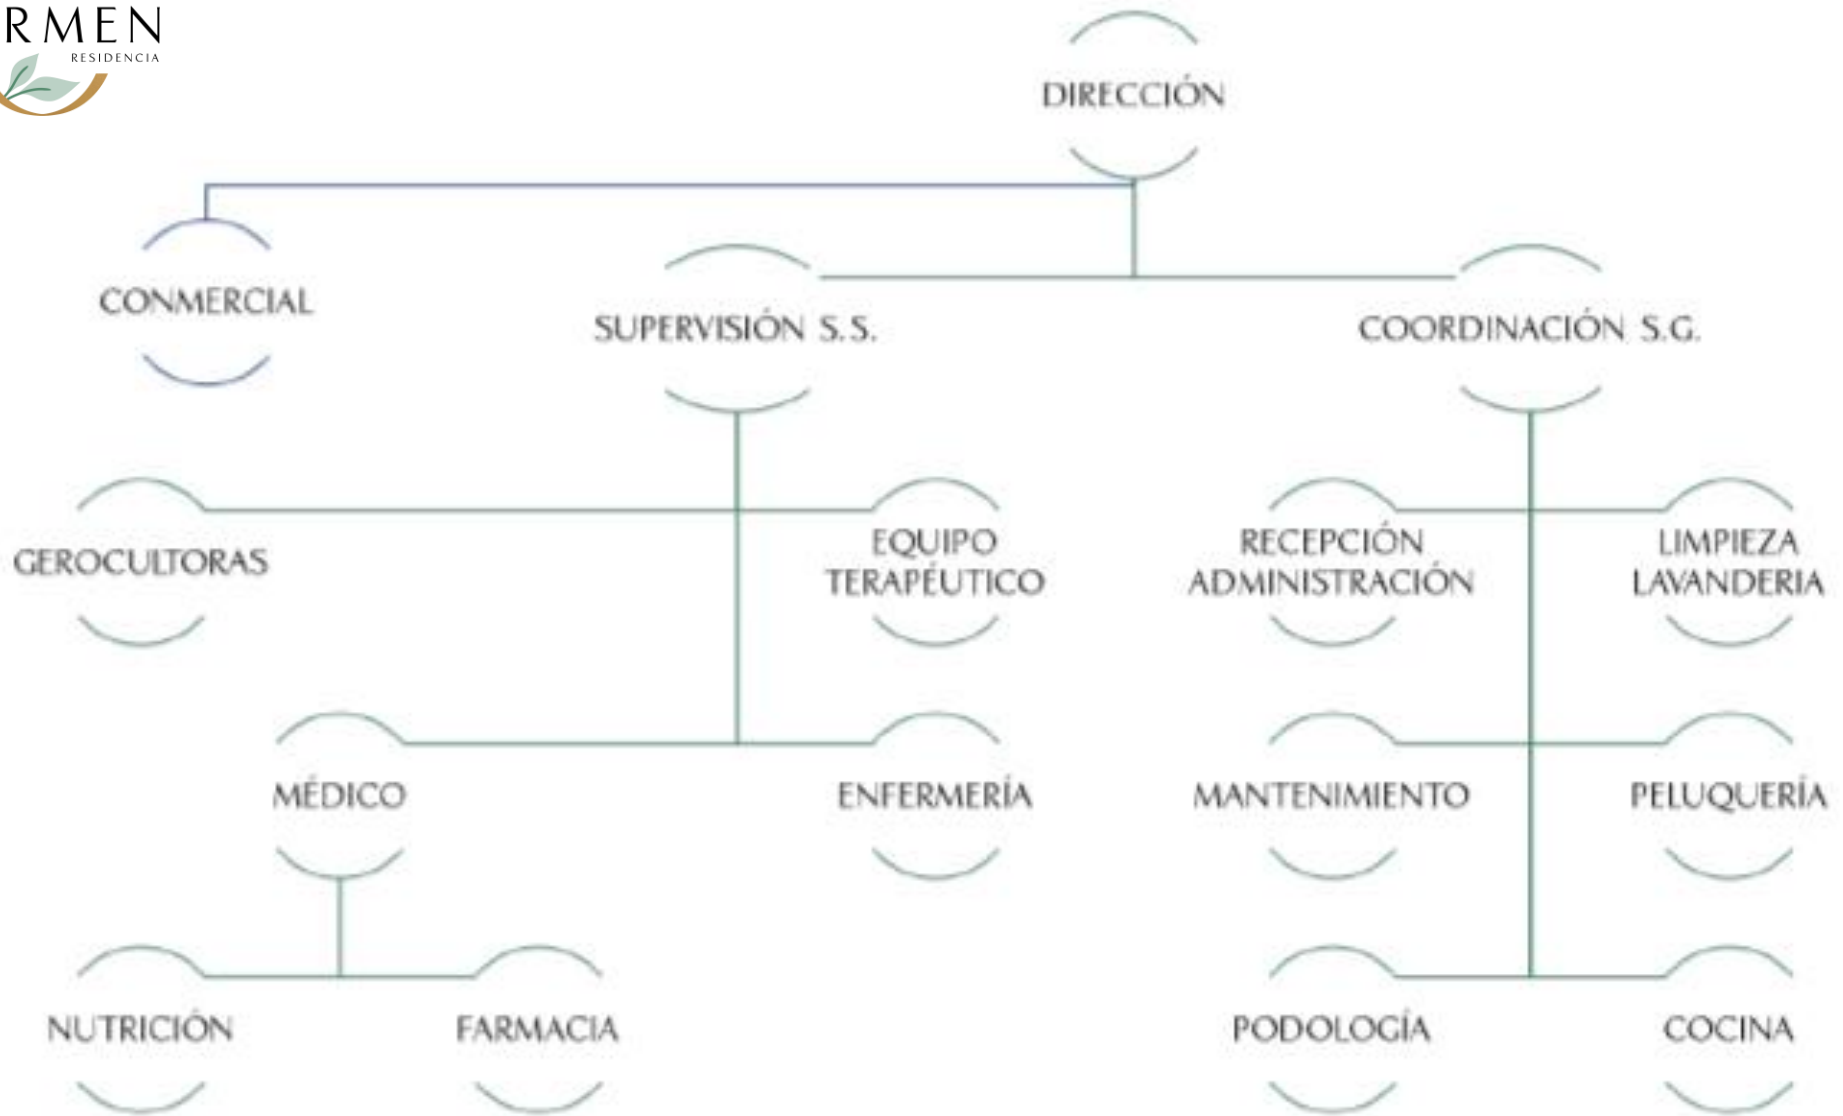 RMEN
RESIDENCIA
DIRECCIÓN
CONMERCIAL
SUPERVISIÓN S.S.
COORDINACIÓN S.G.
GEROCULTORAS
EQUIPO
TERAPÉUTICO
RECEPCIÓN
ADMINISTRACIÓN
LIMPIEZA
LAVANDERIA
MÉDICO
ENFERMERÍA
MANTENIMIENTO
PELUQUERÍA
NUTRICIÓN
FARMACIA
PODOLOGÍA
COCINA